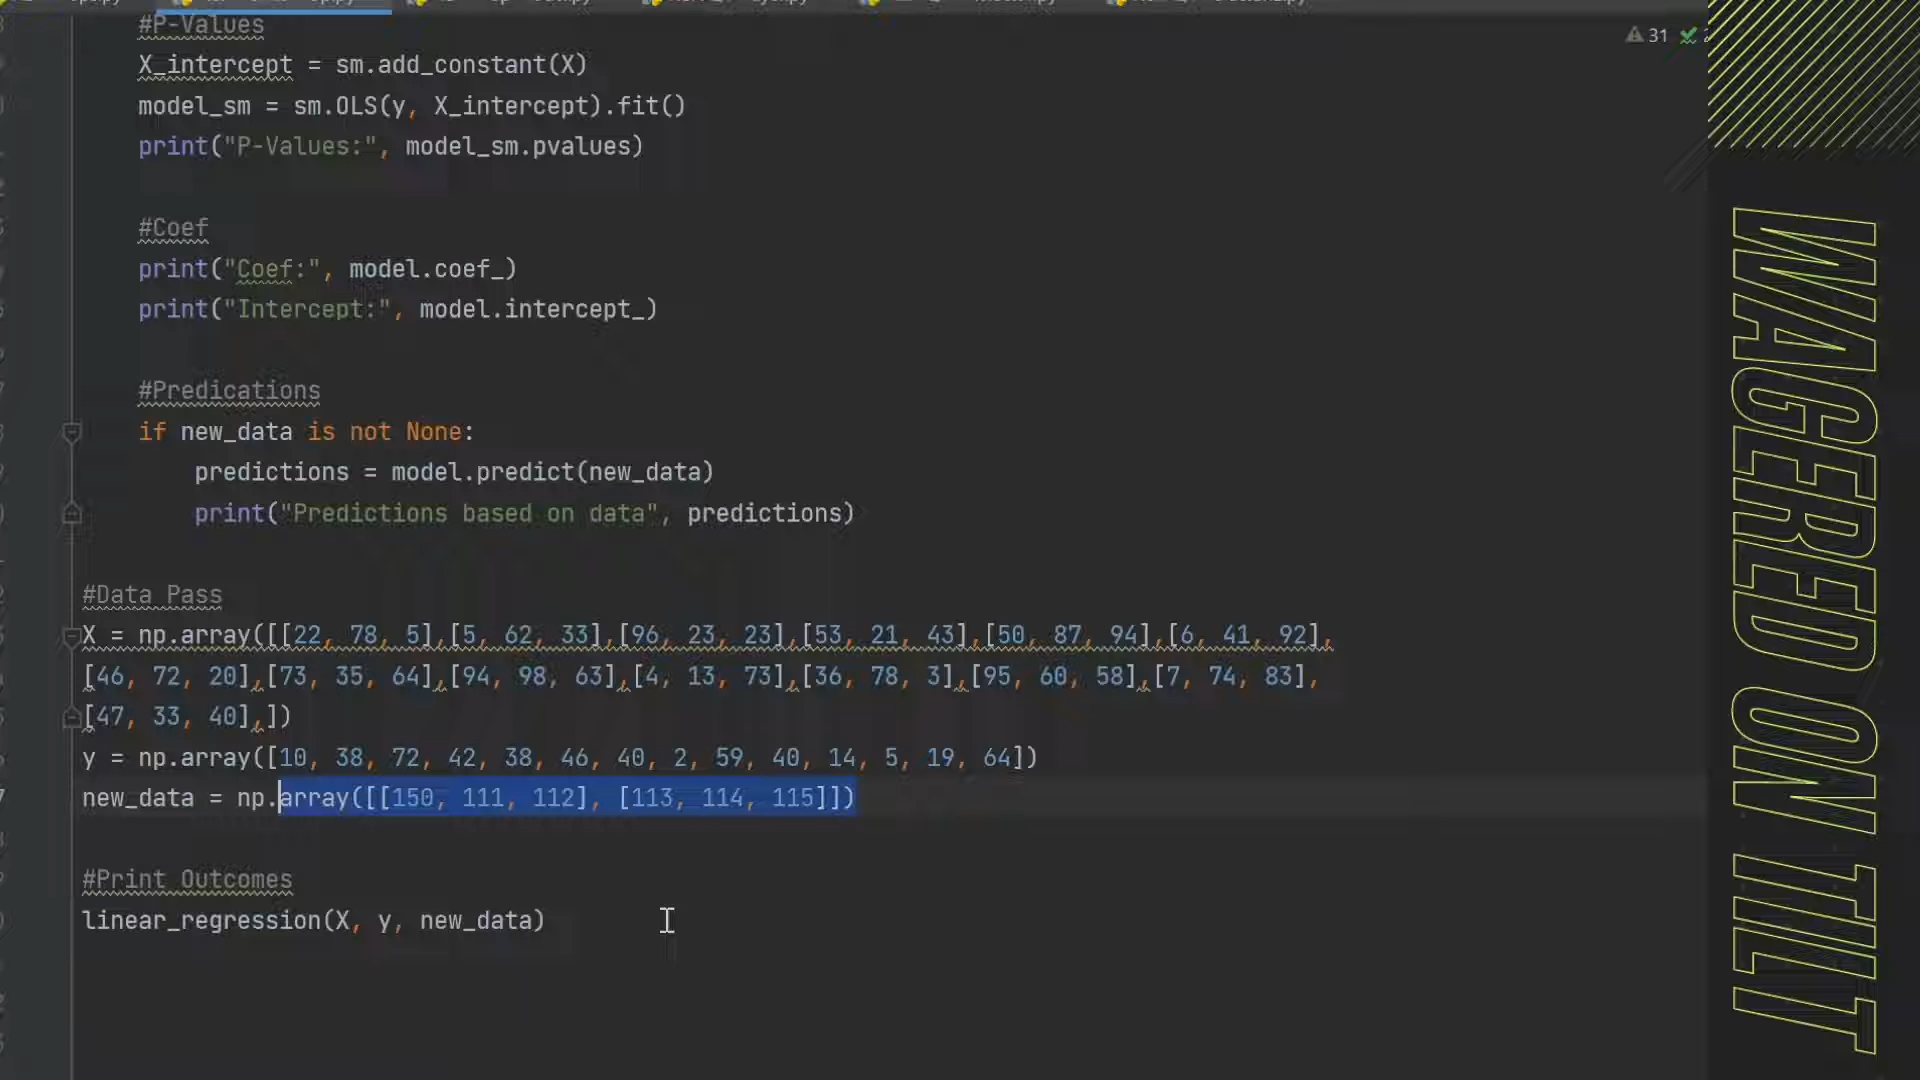 #P-Values
31
X_intercept = sm.add_constant(X)
model_sm = sm.OLS(y, X_intercept).fit()
print("P-Values:", model_sm.pvalues)
#Coef
print("Coef:", model.coef_)
print("Intercept:", model.intercept_)
#Predications
if new_data is not None:
predictions = model.predict(new_data)
print("Predictions based on data", predictions)
#Data Pass
X = np.array([[22, 78, 5],[5, 62, 33],[96, 23, 23],[53, 21, 43],[50, 87, 94],[6, 41, 92],
[46, 72, 20],[73, 35, 64],[94, 98, 63],[4, 13, 73],[36, 78, 3],[95, 60, 58],[7, 74, 83],
[47, 33, 40],])
y = np.array([10, 38, 72, 42, 38, 46, 40, 2, 59, 40, 14, 5, 19, 64])
new_data = np.array([[150, 111, 112], [113, 114, 115]])
#Print Outcomes
linear_regression(X, y, new_data)
WAGERED ON TILT